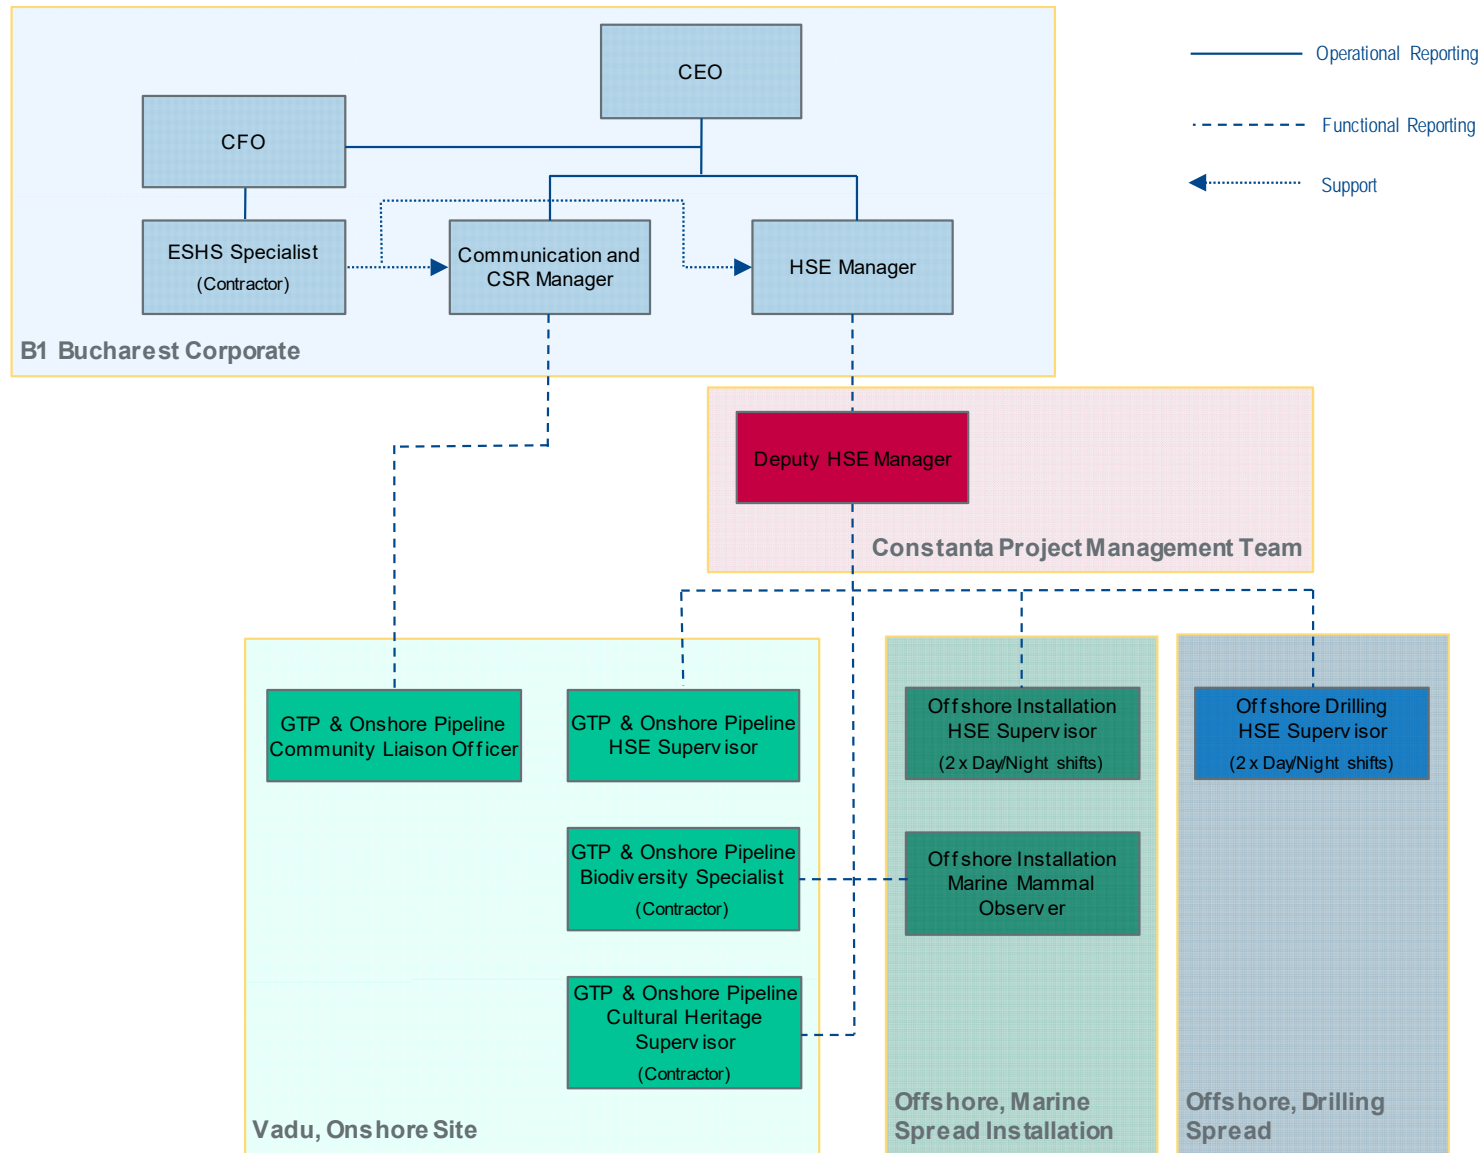 CEO
Operational Reporting
CFO
Functional Reporting
Support
ESHS Specialist
(Contractor)
Communication and
CSR Manager
HSE Manager
B1 Bucharest Corporate
Deputy HSE Manager
Constanta Project Management Team
GTP & Onshore Pipeline
Community Liaison Officer
GTP & Onshore Pipeline
HSE Supervisor
Offshore Installation
HSE Supervisor
(2 x Day/Night shifts)
Offshore Drilling
HSE Supervisor
(2 x Day/Night shifts)
GTP & Onshore Pipeline
Biodiversity Specialist
(Contractor)
Offshore Installation
Marine Mammal
Observer
GTP & Onshore Pipeline
Cultural Heritage
Supervisor
(Contractor)
Vadu, Onshore Site
Offshore, Marine
Spread Installation
Offshore, Drilling
Spread